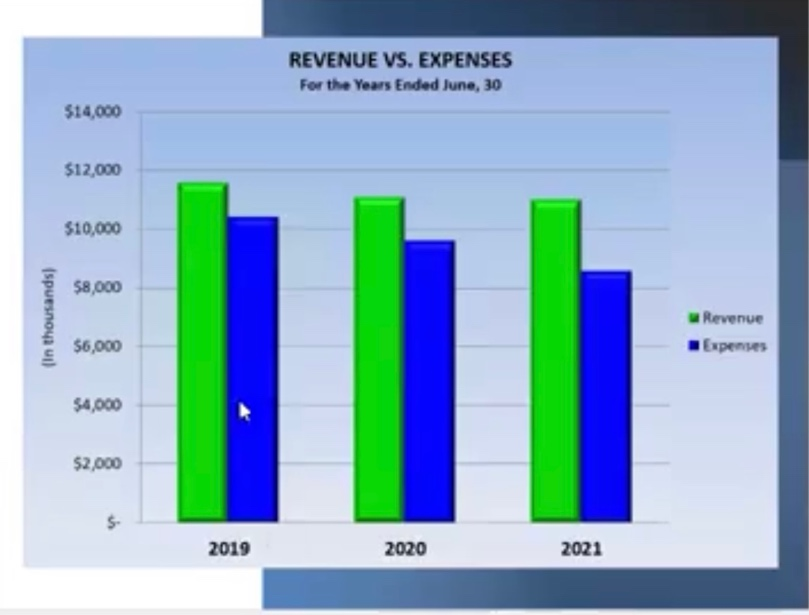 REVENUE VS. EXPENSES
For the Years Ended June, 30
$14,000
$12,000
$10,000
$8,000
$6,000
$4,000
$2,000
$-
(In thousands)
2019 2020 2021
Revenue
Expenses